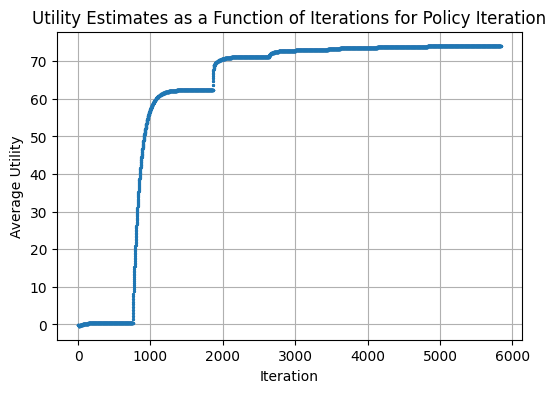 Utility Estimates as a Function of Iterations for Policy Iteration
70
60
50
40
30
20
10
0
Average Utility
0 1000 2000 3000 4000 5000 6000
Iteration